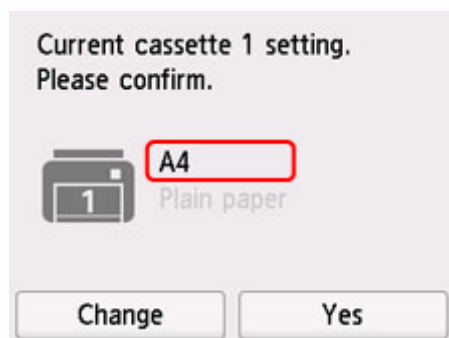 Current cassette 1 setting.
Please confirm.
A4
1
Plain paper
Change
Yes